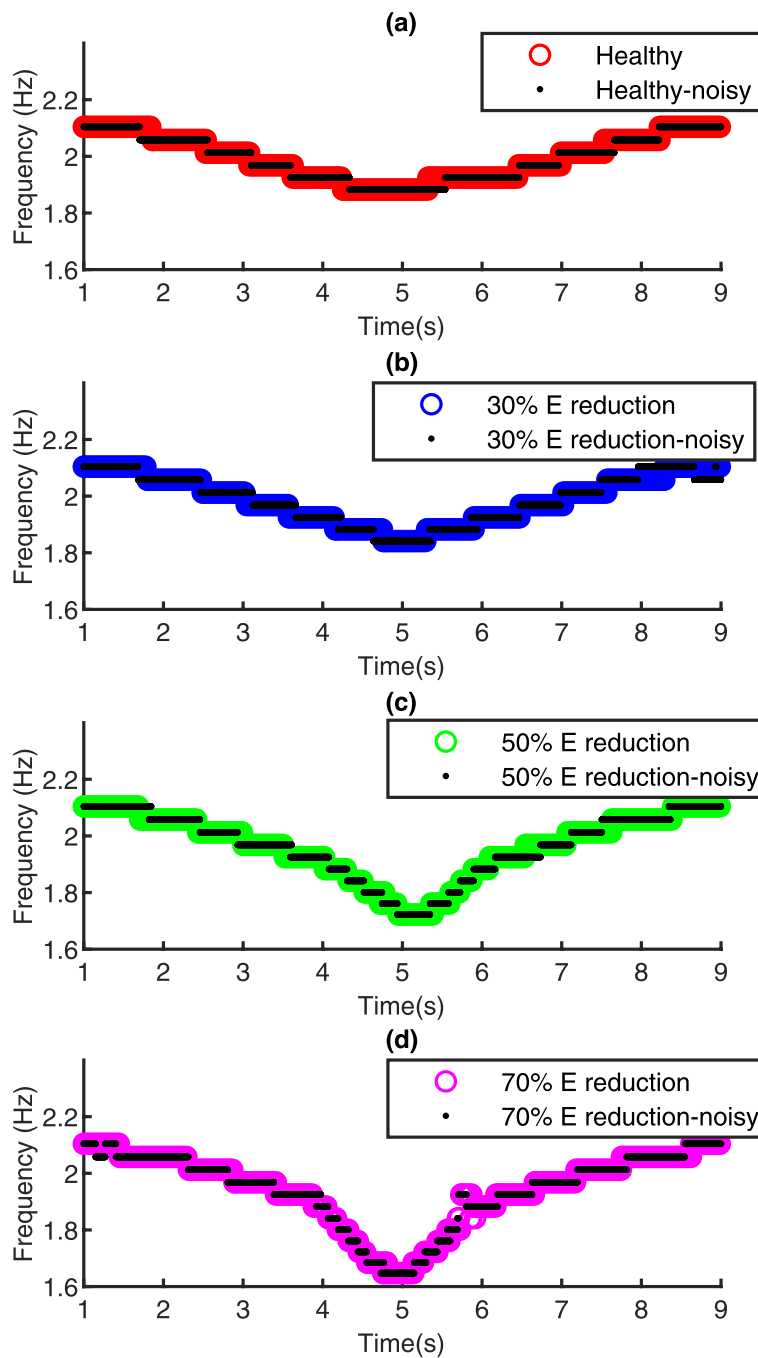 (a)
Healthy
Healthy-noisy
Frequency (Hz)
2.2
2
1.8
1.6
1 2 3 4 5 6 7 8 9
Time(s)
(b)
30% E reduction
30% E reduction-noisy
Frequency (Hz)
2.2
2
1.8
1.6
1 2 3 4 5 6 7 8 9
Time(s)
(c)
50% E reduction
50% E reduction-noisy
Frequency (Hz)
2.2
2
1.8
1.6
1 2 3 4 5 6 7 8 9
Time(s)
(d)
70% E reduction
70% E reduction-noisy
Frequency (Hz)
2.2
2
1.8
1.6
1 2 3 4 5 6 7 8 9
Time(s)